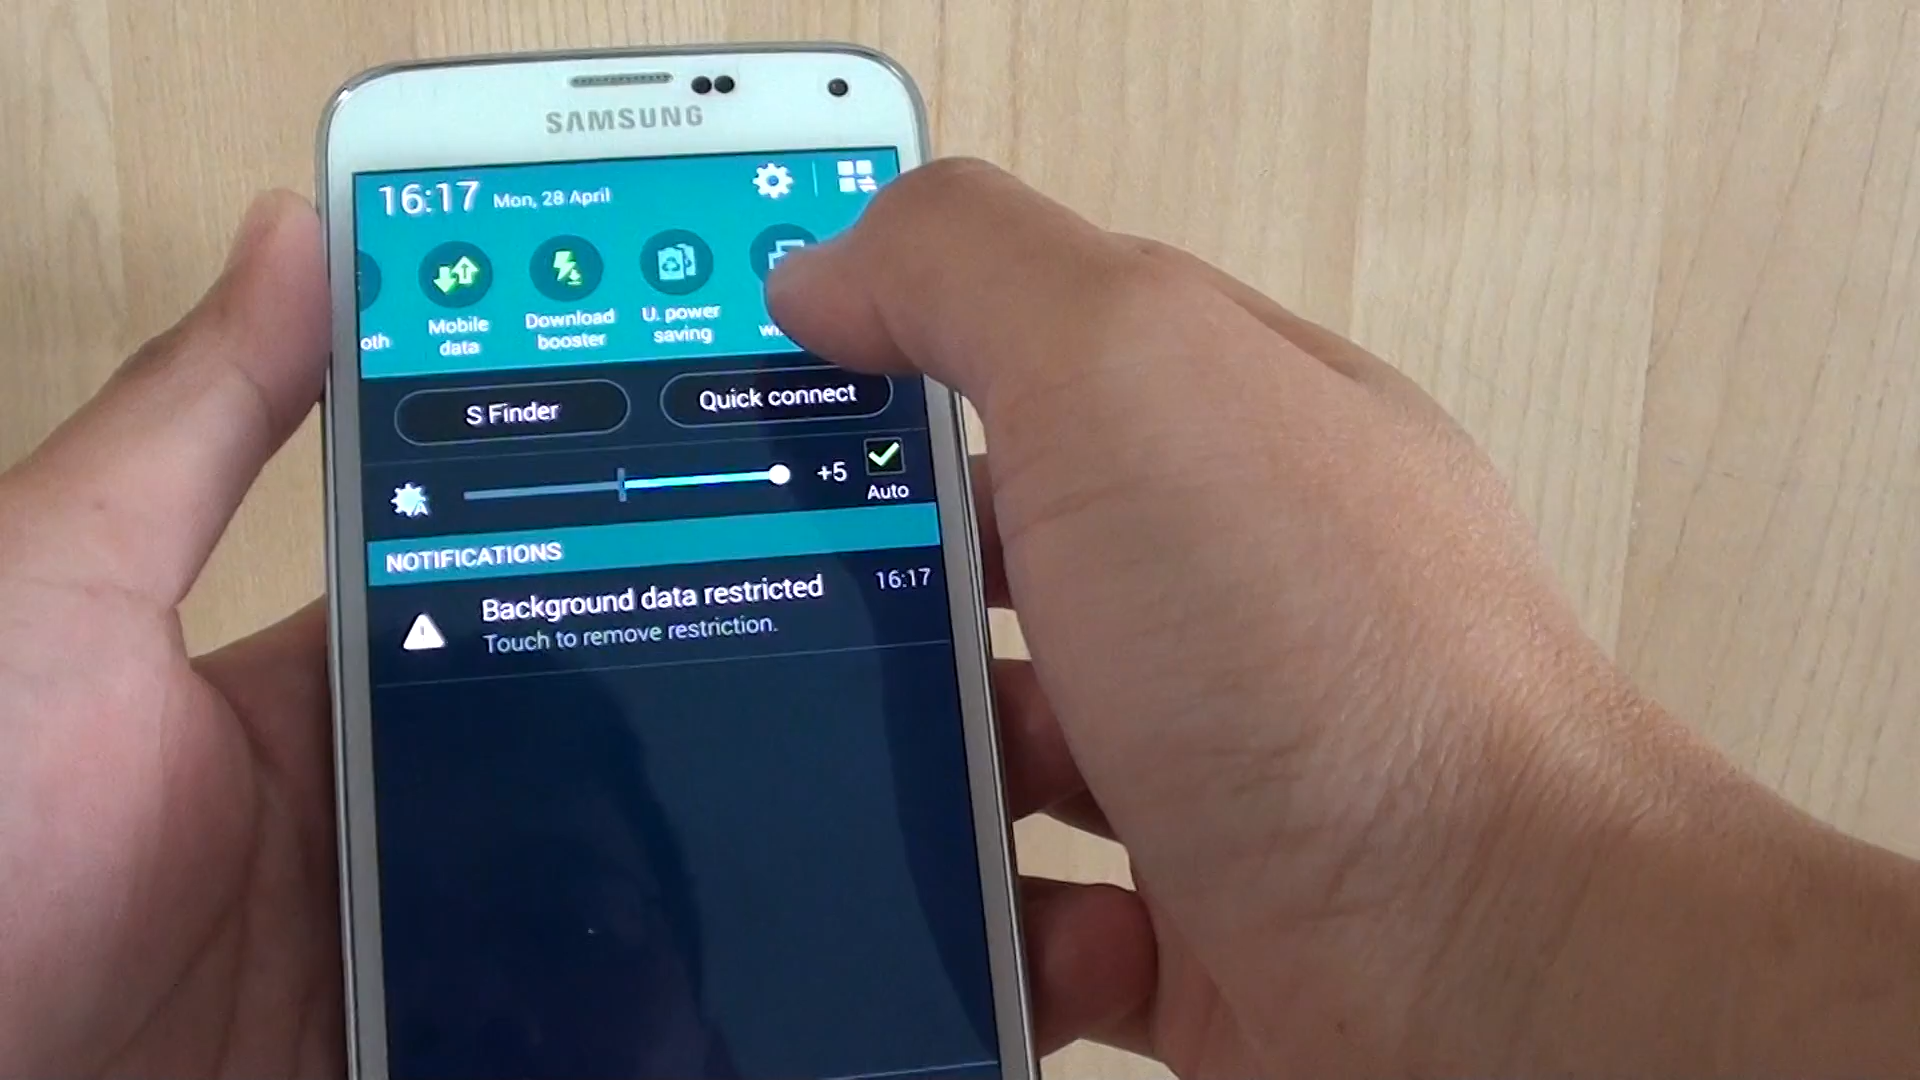 SAMSUNG
16:17 Mon, 28 April
oth
Mobile
data
Download
booster
U. power
saving
S Finder
Quick connect
+5
Auto
NOTIFICATIONS
Background data restricted
16:17
Touch to remove restriction.